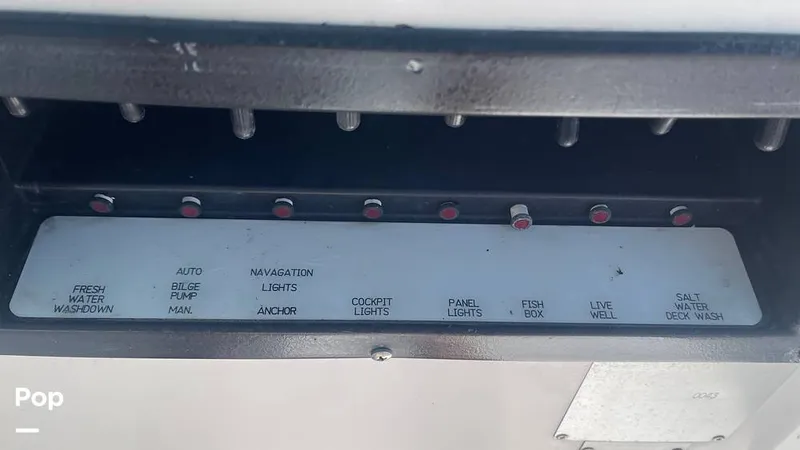 FRESH
WATER
WASHDOWN
AUTO
BILGE
PUMP
MAN.
NAVAGATION
LIGHTS
ANCHOR
COCKPIT
LIGHTS
PANEL
LIGHTS
FISH
BOX
LIVE
WELL
SALT
WATER
DECK WASH
0043
Pop